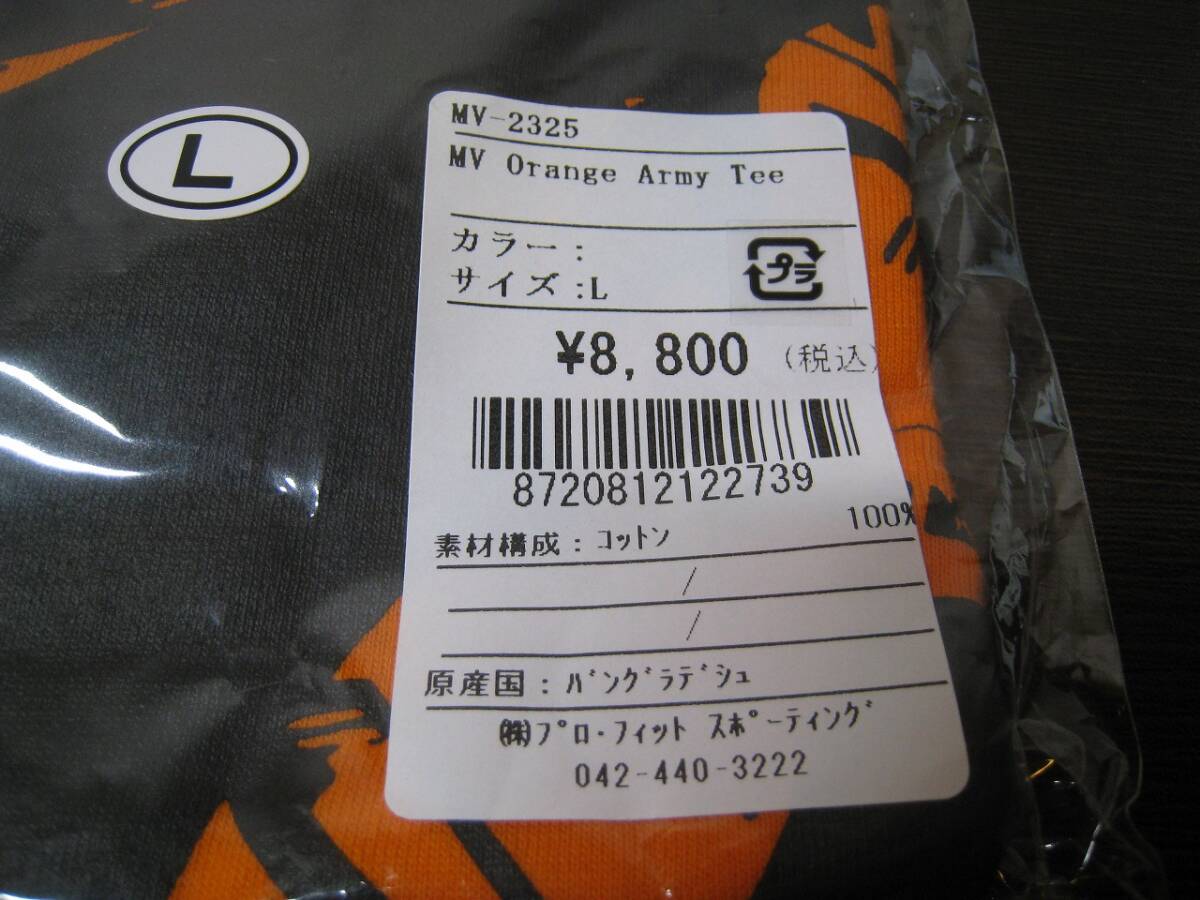 L
MV-2325
MV Orange Army Tee
カラー:
プラ
サイズ:L
¥8,800 (税込)
8720812122739
素材構成:コットン 100%
/
/
原産国:バングラデシュ
㈱プロ・フィット スポーティング
042-440-3222